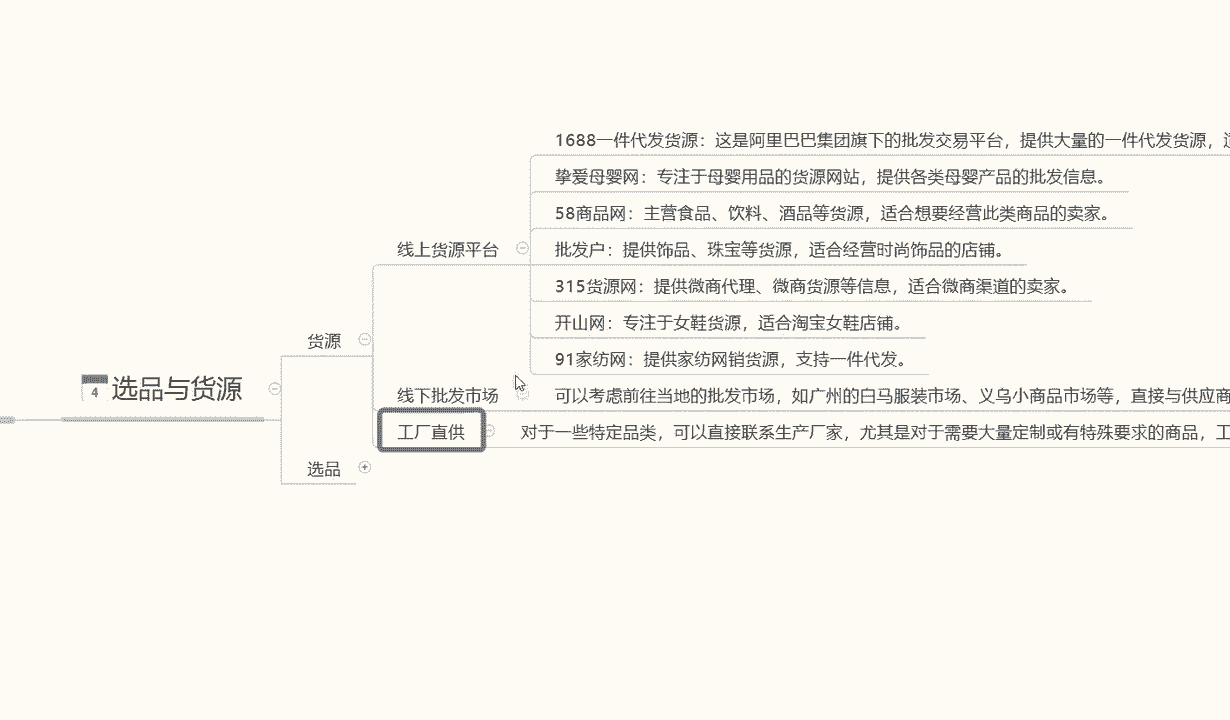 1688一件代发货源：这是阿里巴巴集团旗下的批发交易平台，提供大量的一件代发货源，
挚爱母婴网：专注于母婴用品的货源网站，提供各类母婴产品的批发信息。
58商品网：主营食品、饮料、酒品等货源，适合想要经营此类商品的卖家。
线上货源平台
批发户：提供饰品、珠宝等货源，适合经营时尚饰品的店铺。
315货源网：提供微商代理、微商货源等信息，适合微商渠道的卖家。
开山网：专注于女鞋货源，适合淘宝女鞋店铺。
货源
91家纺网：提供家纺网销货源，支持一件代发。
4 选品与货源
线下批发市场
可以考虑前往当地的批发市场，如广州的白马服装市场、义乌小商品市场等，直接与供应商
工厂直供
对于一些特定品类，可以直接联系生产厂家，尤其是对于需要大量定制或有特殊要求的商品，工
选品